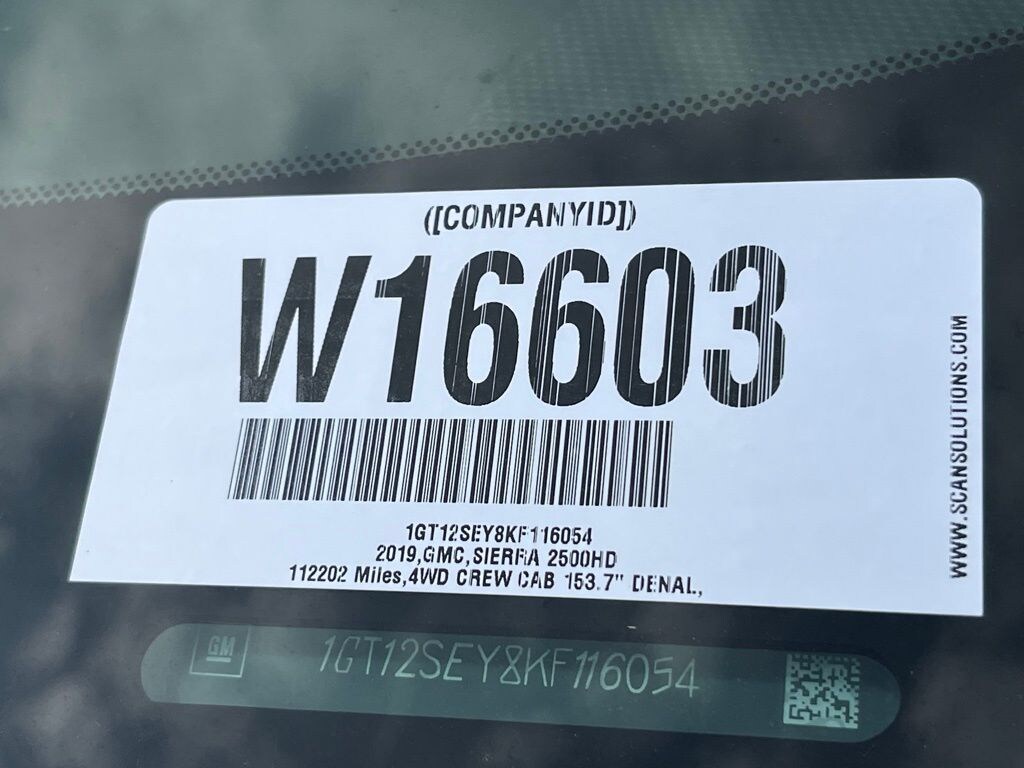 ([COMPANYID])
W16603
1GT12SEY8KF116054
2019,GMC,SIERRA 2500HD
112202 Miles,4WD CREW CAB 153.7" DENAL,
WWW.SCANSOLUTIONS.COM
GM 1GT12SEY8KF116054